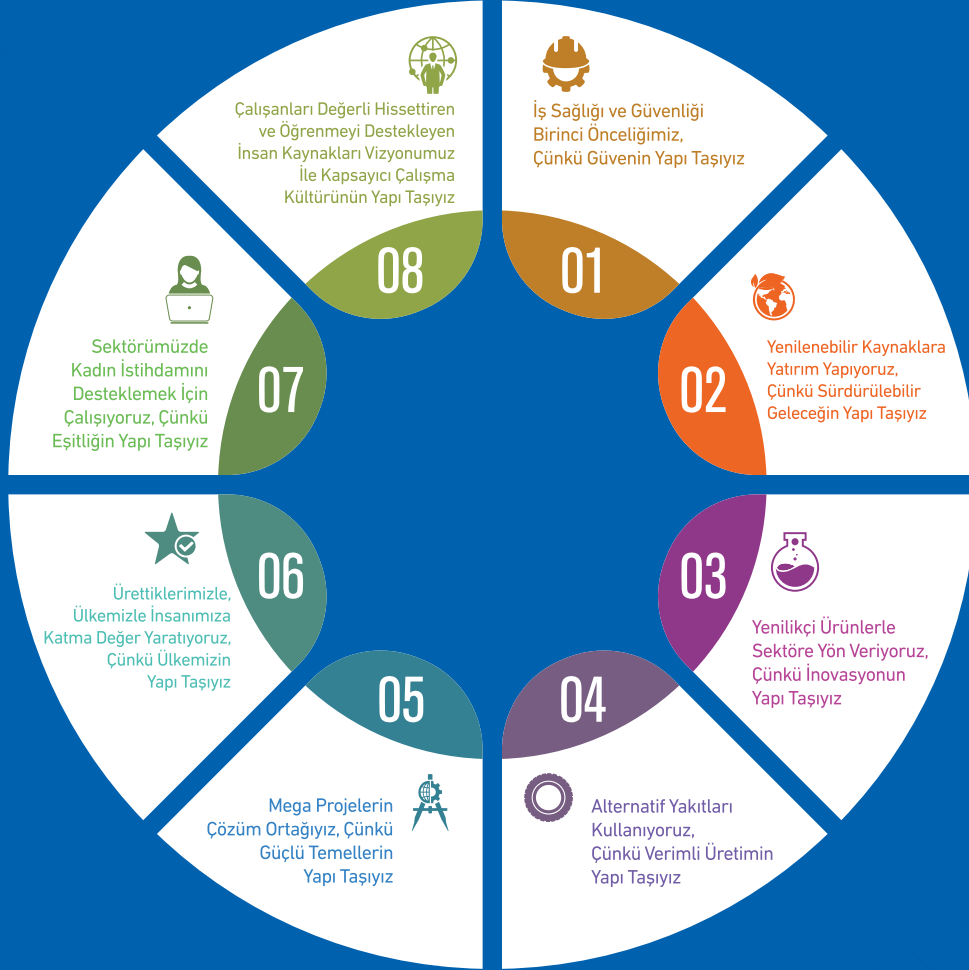 01
İş Sağlığı ve Güvenliği
Birinci Önceliğimiz,
Çünkü Güvenin Yapı Taşıyız
02
Yenilenebilir Kaynaklara
Yatırım Yapıyoruz,
Çünkü Sürdürülebilir
Geleceğin Yapı Taşıyız
03
Yenilikçi Ürünlerle
Sektöre Yön Veriyoruz,
Çünkü İnovasyonun
Yapı Taşıyız
04
Alternatif Yakıtları
Kullanıyoruz,
Çünkü Verimli Üretimin
Yapı Taşıyız
05
Mega Projelerin
Çözüm Ortağıyız, Çünkü
Güçlü Temellerin
Yapı Taşıyız
06
Ürettiklerimizle,
Ülkemizle İnsanımıza
Katma Değer Yaratıyoruz,
Çünkü Ülkemizin
Yapı Taşıyız
07
Sektörümüzde
Kadın İstihdamını
Desteklemek İçin
Çalışıyoruz, Çünkü
Eşitliğin Yapı Taşıyız
08
Çalışanları Değerli Hissettiren
ve Öğrenmeyi Destekleyen
İnsan Kaynakları Vizyonumuz
İle Kapsayıcı Çalışma
Kültürünün Yapı Taşıyız